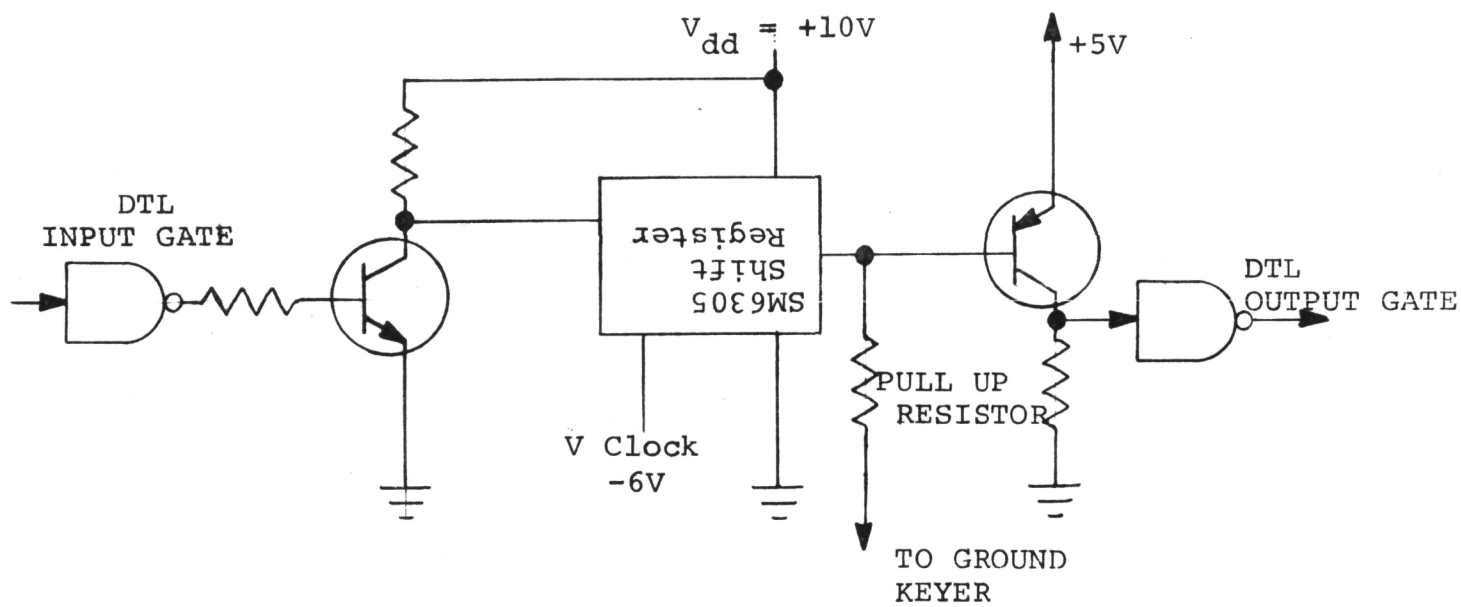 V_dd = +10V
+5V
DTL
INPUT GATE
SM6305
Shift
Register
DTL
OUTPUT GATE
PULL UP
RESISTOR
V Clock
-6V
TO GROUND
KEYER